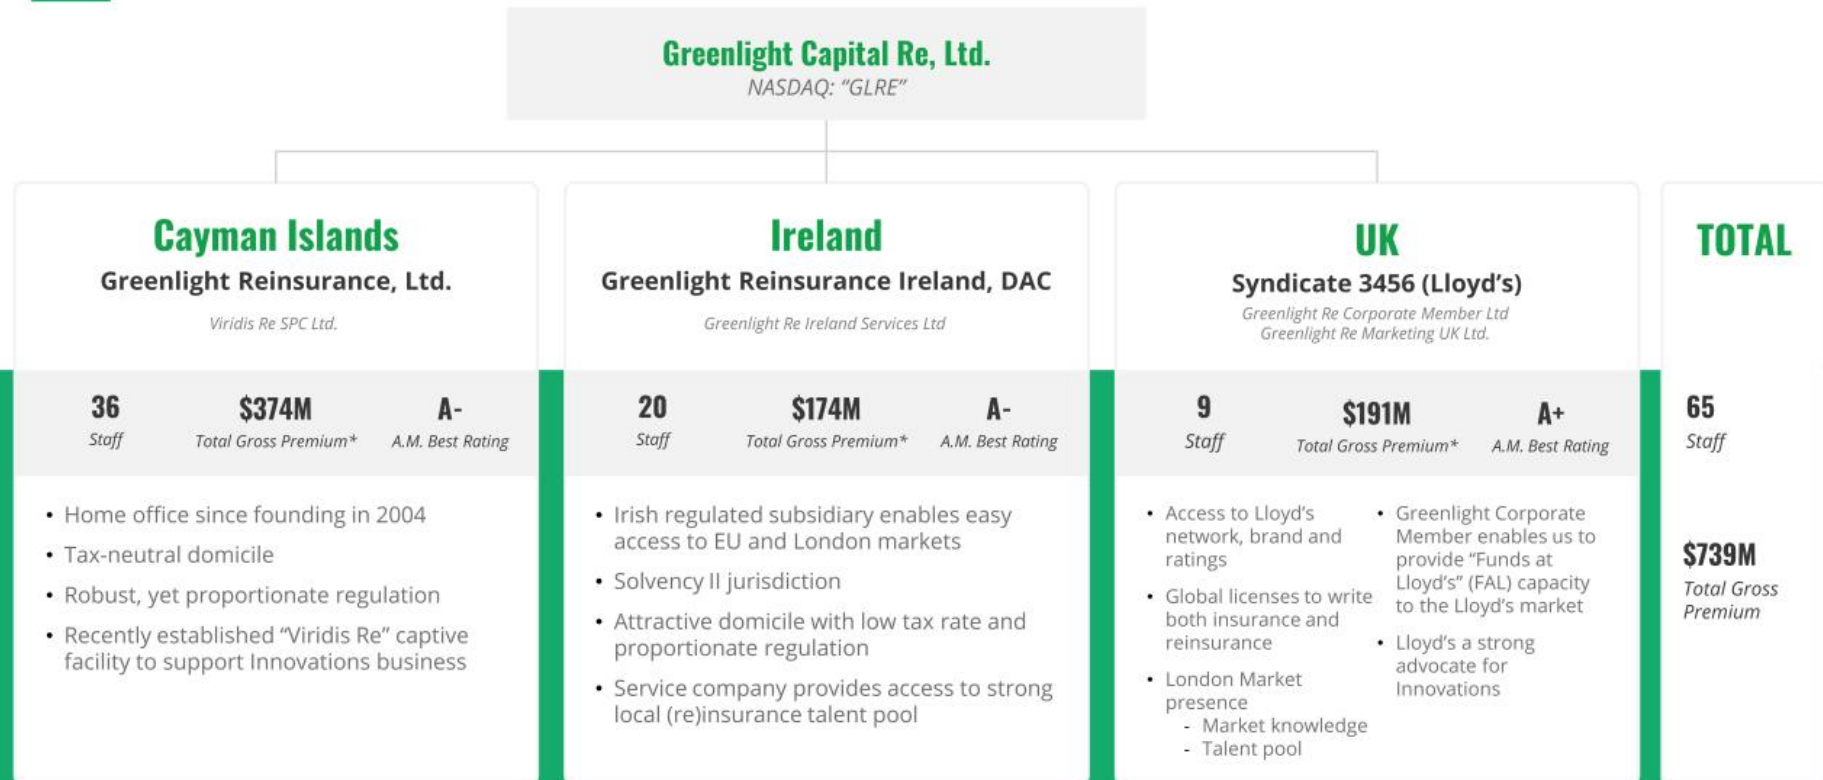 Greenlight Capital Re, Ltd.
NASDAQ: “GLRE”
Cayman Islands
Greenlight Reinsurance, Ltd.
Viridis Re SPC Ltd.
36
Staff
$374M
Total Gross Premium*
A-
A.M. Best Rating
• Home office since founding in 2004
• Tax-neutral domicile
• Robust, yet proportionate regulation
• Recently established “Viridis Re” captive
facility to support Innovations business
Ireland
Greenlight Reinsurance Ireland, DAC
Greenlight Re Ireland Services Ltd
20
Staff
$174M
Total Gross Premium*
A-
A.M. Best Rating
• Irish regulated subsidiary enables easy
access to EU and London markets
• Solvency II jurisdiction
• Attractive domicile with low tax rate and
proportionate regulation
• Service company provides access to strong
local (re)insurance talent pool
UK
Syndicate 3456 (Lloyd’s)
Greenlight Re Corporate Member Ltd
Greenlight Re Marketing UK Ltd.
9
Staff
$191M
Total Gross Premium*
A+
A.M. Best Rating
• Access to Lloyd’s
network, brand and
ratings
• Global licenses to write
both insurance and
reinsurance
• London Market
presence
- Market knowledge
- Talent pool
• Greenlight Corporate
Member enables us to
provide “Funds at
Lloyd’s” (FAL) capacity
to the Lloyd’s market
• Lloyd’s a strong
advocate for
Innovations
TOTAL
65
Staff
$739M
Total Gross
Premium